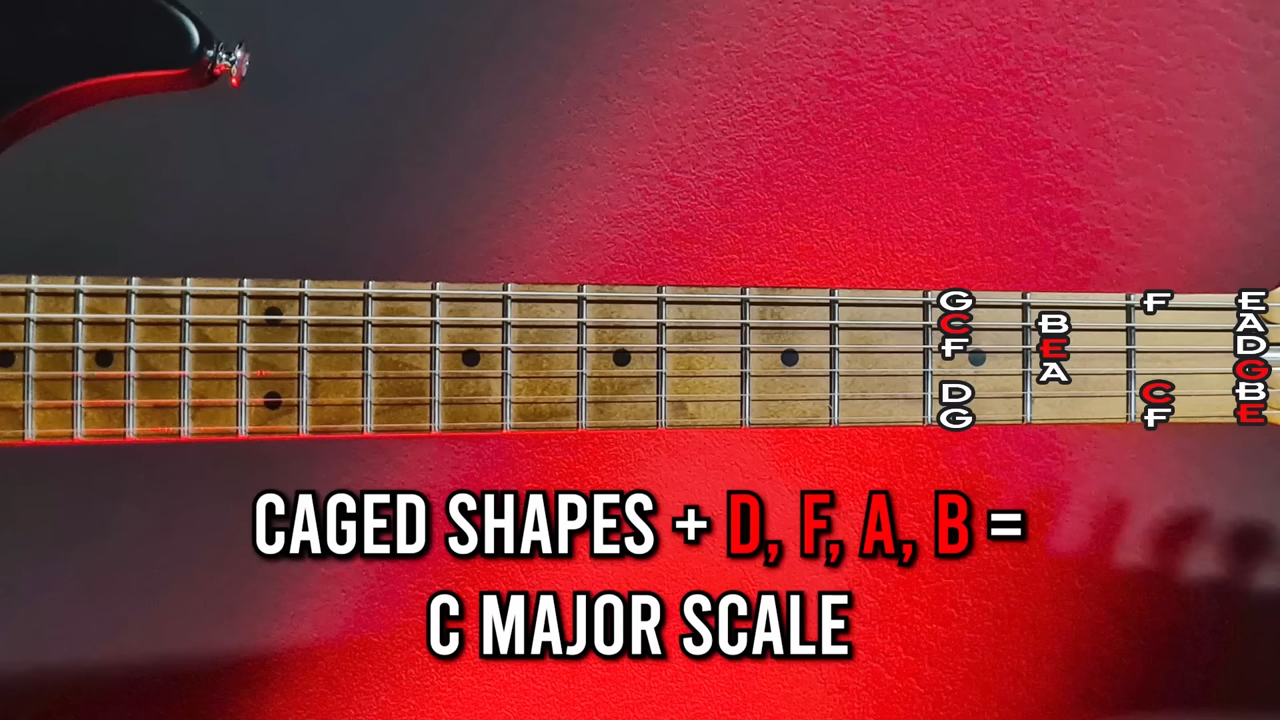 G F E
C B A
F E D
A G
D C B
G F E
CAGED SHAPES + D, F, A, B =
C MAJOR SCALE